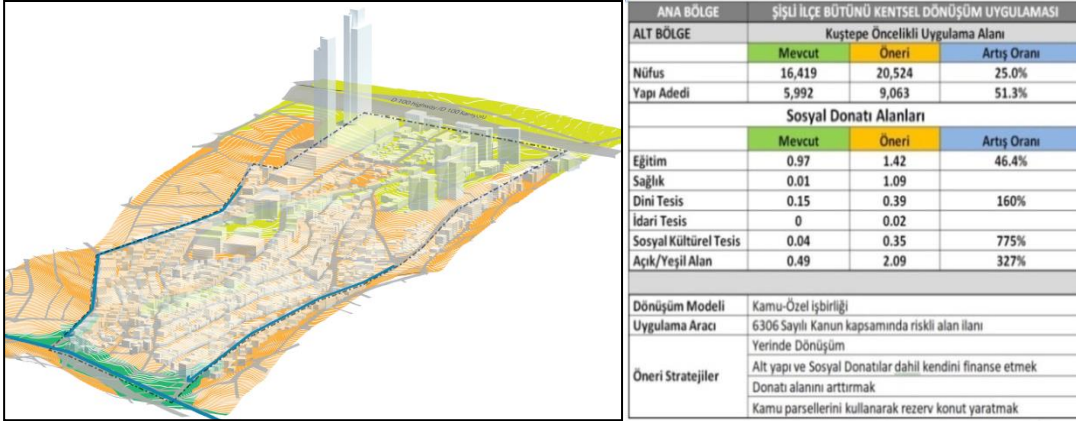 D 100 highway /D 100 karayolu
ANA BÖLGE ŞİŞLİ İLÇE BÜTÜNÜ KENTSEL DÖNÜŞÜM UYGULAMASI
ALT BÖLGE Kuştepe Öncelikli Uygulama Alanı
Mevcut Öneri Artış Oranı
Nüfus 16,419 20,524 25.0%
Yapı Adedi 5,992 9,063 51.3%
Sosyal Donatı Alanları
Mevcut Öneri Artış Oranı
Eğitim 0.97 1.42 46.4%
Sağlık 0.01 1.09
Dini Tesis 0.15 0.39 160%
İdari Tesis 0 0.02
Sosyal Kültürel Tesis 0.04 0.35 775%
Açık/Yeşil Alan 0.49 2.09 327%
Dönüşüm Modeli Kamu-Özel işbirliği
Uygulama Aracı 6306 Sayılı Kanun kapsamında riskli alan ilanı
Öneri Stratejiler Yerinde Dönüşüm
Alt yapı ve Sosyal Donatılar dahil kendini finanse etmek
Donatı alanını arttırmak
Kamu parsellerini kullanarak rezerv konut yaratmak